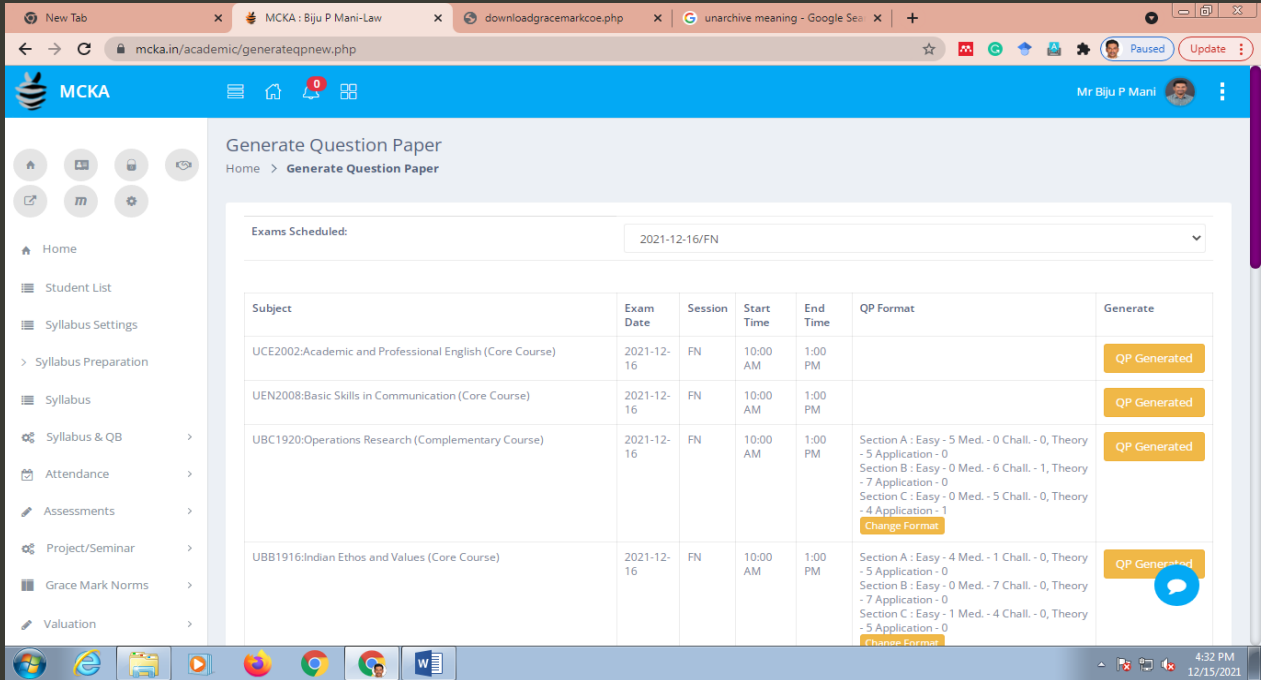 New Tab
MCKA : Biju P Mani-Law
downloadgracemarkcoe.php
unarchive meaning - Google Sea
mcka.in/academic/generateqpnew.php
Paused
Update
MCKA
0
Mr Biju P Mani
m
Home
Student List
Syllabus Settings
Syllabus Preparation
Syllabus
Syllabus & QB
Attendance
Assessments
Project/Seminar
Grace Mark Norms
Valuation
Generate Question Paper
Home > Generate Question Paper
Exams Scheduled:
2021-12-16/FN
Subject
Exam
Date
Session
Start
Time
End
Time
QP Format
Generate
UCE2002:Academic and Professional English (Core Course)
2021-12-
16
FN
10:00
AM
1:00
PM
QP Generated
UEN2008:Basic Skills in Communication (Core Course)
2021-12-
16
FN
10:00
AM
1:00
PM
QP Generated
UBC1920:Operations Research (Complementary Course)
2021-12-
16
FN
10:00
AM
1:00
PM
Section A : Easy - 5 Med. - 0 Chall. - 0, Theory
- 5 Application - 0
Section B : Easy - 0 Med. - 6 Chall. - 1, Theory
- 7 Application - 0
Section C : Easy - 0 Med. - 5 Chall. - 0, Theory
- 4 Application - 1
Change Format
QP Generated
UBB1916:Indian Ethos and Values (Core Course)
2021-12-
16
FN
10:00
AM
1:00
PM
Section A : Easy - 4 Med. - 1 Chall. - 0, Theory
- 5 Application - 0
Section B : Easy - 0 Med. - 7 Chall. - 0, Theory
- 7 Application - 0
Section C : Easy - 1 Med. - 4 Chall. - 0, Theory
- 5 Application - 0
Change Format
QP Generated
4:32 PM
12/15/2021